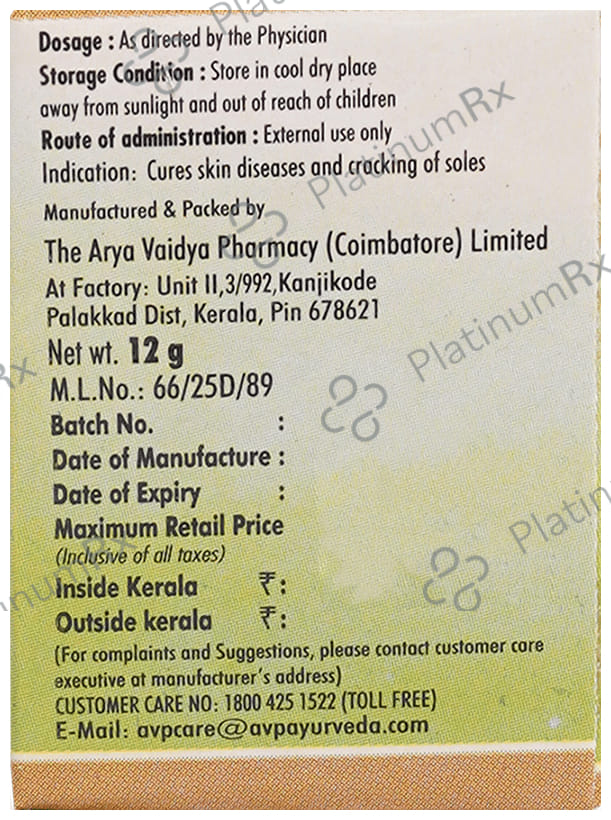 Dosage : As directed by the Physician
Storage Condition : Store in cool dry place
away from sunlight and out of reach of children
Route of administration : External use only
Indication: Cures skin diseases and cracking of soles
Manufactured & Packed by
The Arya Vaidya Pharmacy (Coimbatore) Limited
At Factory: Unit II,3/992,Kanjikode
Palakkad Dist, Kerala, Pin 678621
Net wt. 12 g
M.L.No.: 66/25D/89
Batch No. :
Date of Manufacture :
Date of Expiry :
Maximum Retail Price
(Inclusive of all taxes)
Inside Kerala ₹ :
Outside kerala ₹ :
(For complaints and Suggestions, please contact customer care
executive at manufacturer's address)
CUSTOMER CARE NO: 1800 425 1522 (TOLL FREE)
E-Mail: avpcare@avpayurveda.com
PlatinumRx
PlatinumRx